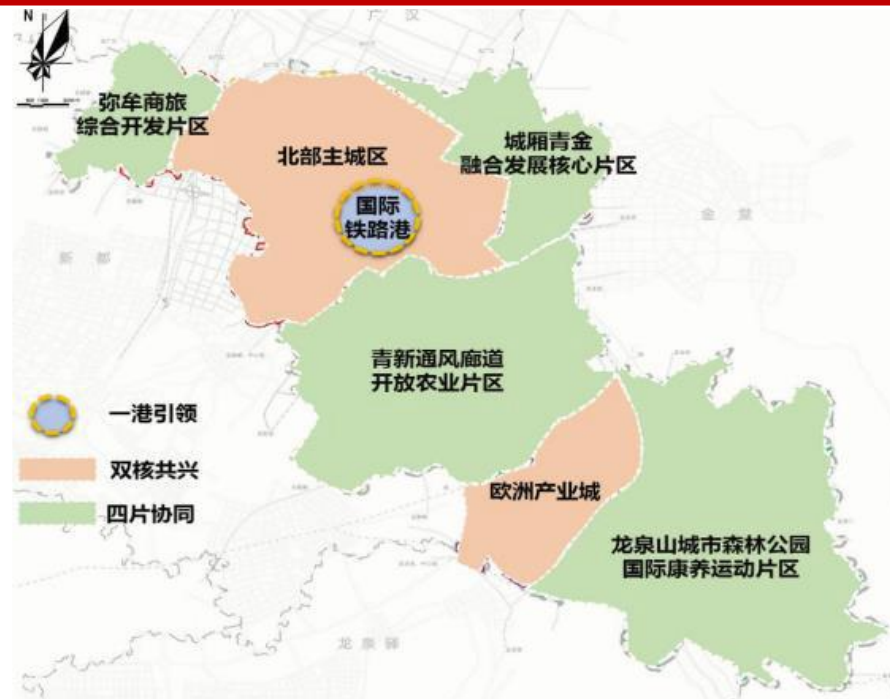 N
广汉
弥牟商旅
综合开发片区
北部主城区
城厢青金
融合发展核心片区
国际
铁路港
金堂
新都
青新通风廊道
开放农业片区
一港引领
双核共兴
四片协同
欧洲产业城
龙泉山城市森林公园
国际康养运动片区
龙泉驿